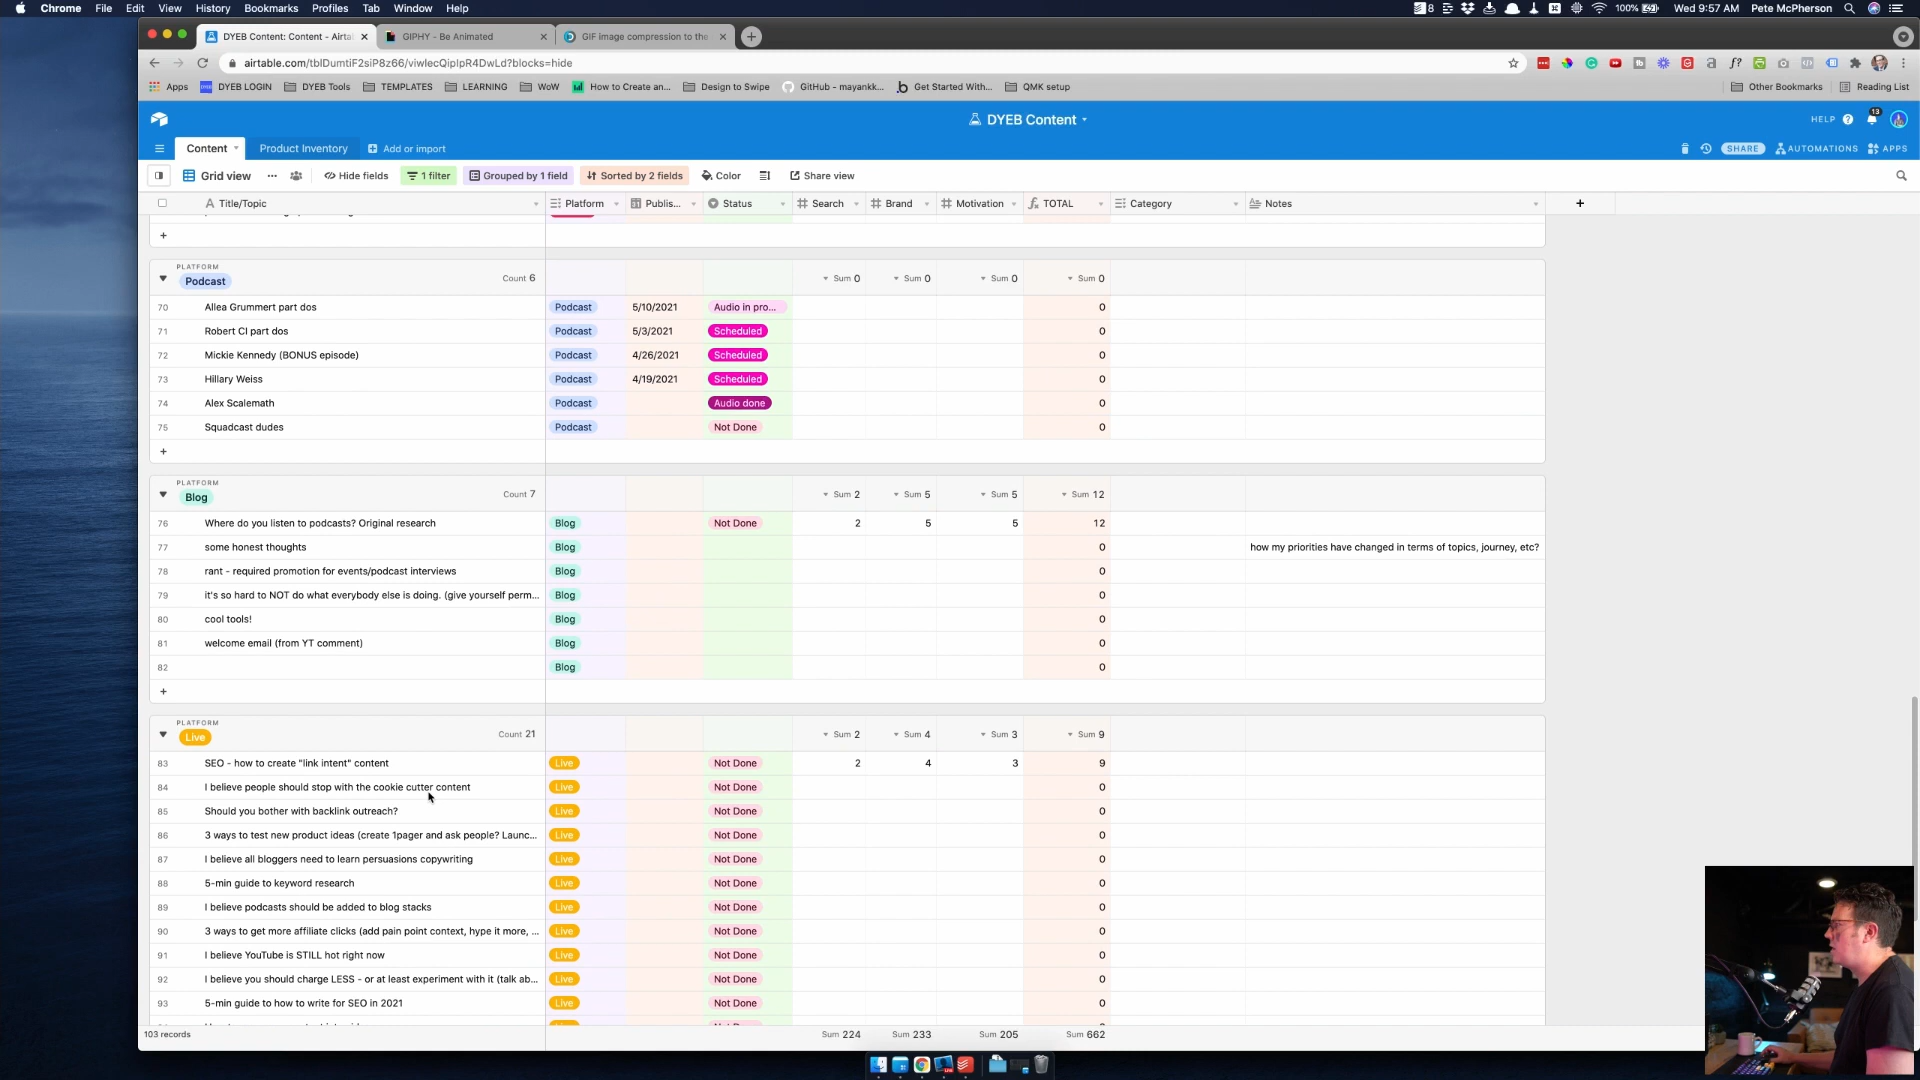 Chrome File Edit View History Bookmarks Profiles Tab Window Help 8 100% Wed 9:57 AM Pete McPherson
DYEB Content: Content - Airta GIPHY - Be Animated GIF image compression to the
airtable.com/tblDumtiF2siP8z66/viwlecQipIpR4DwLd?blocks=hide
Apps DYEB LOGIN DYEB Tools TEMPLATES LEARNING WoW How to Create an... Design to Swipe GitHub - mayankk... Get Started With... QMK setup Other Bookmarks Reading List
DYEB Content HELP 13
Content Product Inventory Add or import SHARE AUTOMATIONS APPS
Grid view Hide fields 1 filter Grouped by 1 field Sorted by 2 fields Color Share view
Title/Topic Platform Publis... Status Search Brand Motivation TOTAL Category Notes
PLATFORM
Podcast Count 6 Sum 0 Sum 0 Sum 0 Sum 0
70 Allea Grummert part dos Podcast 5/10/2021 Audio in pro... 0
71 Robert CI part dos Podcast 5/3/2021 Scheduled 0
72 Mickie Kennedy (BONUS episode) Podcast 4/26/2021 Scheduled 0
73 Hillary Weiss Podcast 4/19/2021 Scheduled 0
74 Alex Scalemath Podcast Audio done 0
75 Squadcast dudes Podcast Not Done 0
PLATFORM
Blog Count 7 Sum 2 Sum 5 Sum 5 Sum 12
76 Where do you listen to podcasts? Original research Blog Not Done 2 5 5 12
77 some honest thoughts Blog 0 how my priorities have changed in terms of topics, journey, etc?
78 rant - required promotion for events/podcast interviews Blog 0
79 it's so hard to NOT do what everybody else is doing. (give yourself perm... Blog 0
80 cool tools! Blog 0
81 welcome email (from YT comment) Blog 0
82 Blog 0
PLATFORM
Live Count 21 Sum 2 Sum 4 Sum 3 Sum 9
83 SEO - how to create "link intent" content Live Not Done 2 4 3 9
84 I believe people should stop with the cookie cutter content Live Not Done 0
85 Should you bother with backlink outreach? Live Not Done 0
86 3 ways to test new product ideas (create 1pager and ask people? Launc... Live Not Done 0
87 I believe all bloggers need to learn persuasions copywriting Live Not Done 0
88 5-min guide to keyword research Live Not Done 0
89 I believe podcasts should be added to blog stacks Live Not Done 0
90 3 ways to get more affiliate clicks (add pain point context, hype it more, ... Live Not Done 0
91 I believe YouTube is STILL hot right now Live Not Done 0
92 I believe you should charge LESS - or at least experiment with it (talk ab... Live Not Done 0
93 5-min guide to how to write for SEO in 2021 Live Not Done 0
103 records Sum 224 Sum 233 Sum 205 Sum 662